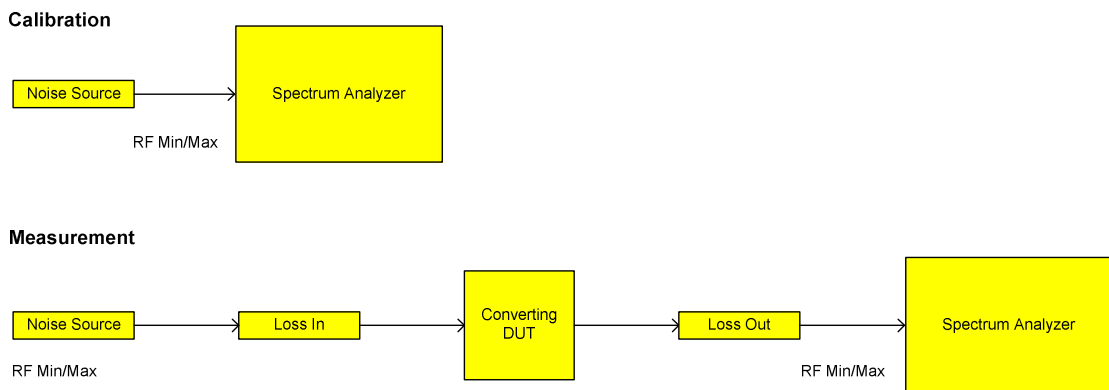 Calibration
Noise Source
Spectrum Analyzer
RF Min/Max
Measurement
Noise Source
Loss In
Converting
DUT
Loss Out
Spectrum Analyzer
RF Min/Max
RF Min/Max